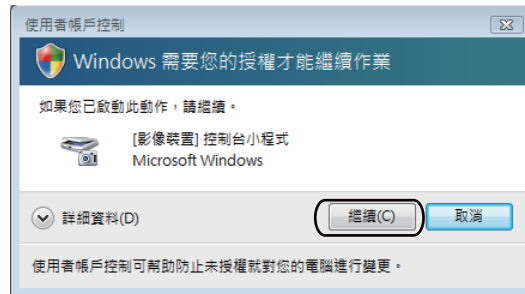 使用者帳戶控制
Windows 需要您的授權才能繼續作業
如果您已啟動此動作，請繼續。
[影像裝置] 控制台小程式
Microsoft Windows
詳細資料(D)
繼續(C)
取消
使用者帳戶控制可幫助防止未授權就對您的電腦進行變更。